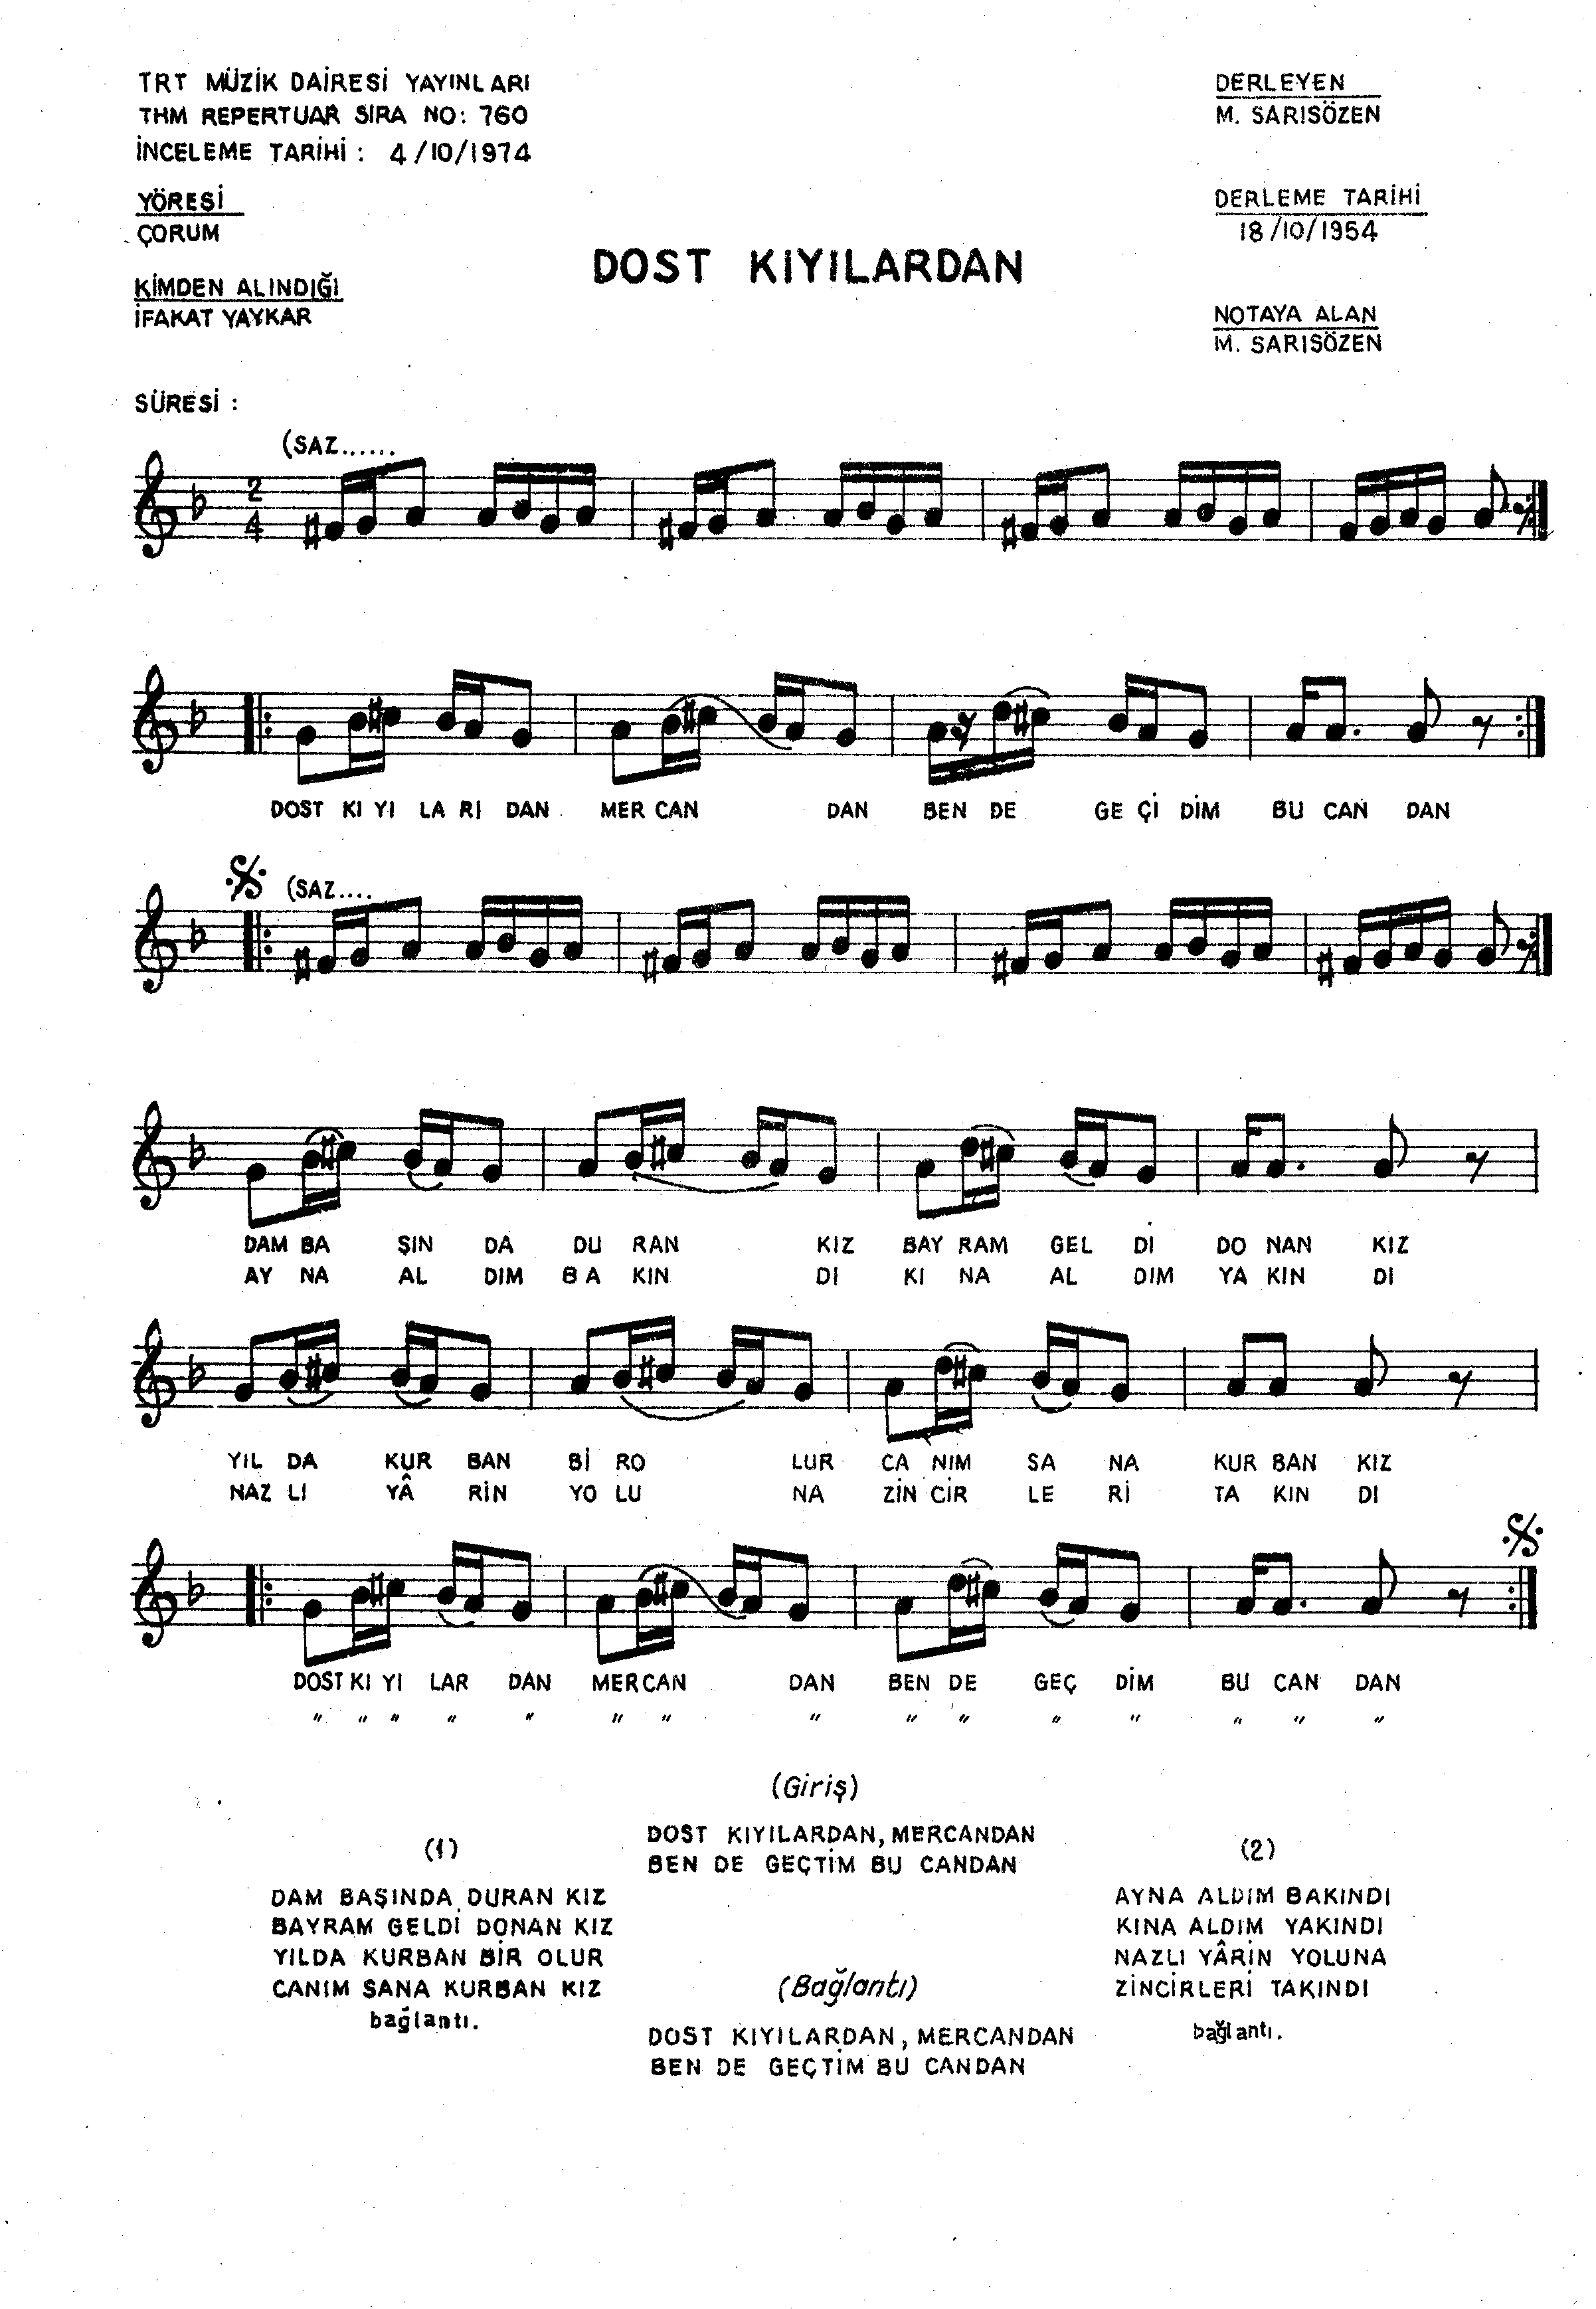 TRT MÜZİK DAİRESİ YAYINLARI
THM REPERTUAR SIRA NO: 760
İNCELEME TARİHİ : 4/10/1974
YÖRESİ
ÇORUM
KİMDEN ALINDIĞI
İFAKAT YAYKAR
SÜRESİ :
DOST KIYILARDAN
DERLEYEN
M. SARISÖZEN
DERLEME TARİHİ
18/10/1954
NOTAYA ALAN
M. SARISÖZEN
(SAZ......
2
4
DOST KI YI LA RI DAN MER CAN DAN BEN DE GE Çİ DİM BU CAN DAN
(SAZ....
DAM BA ŞIN DA DU RAN KIZ BAY RAM GEL Dİ DO NAN KIZ
AY NA AL DIM BA KIN DI KI NA AL DIM YA KIN DI
YIL DA KUR BAN Bİ RO LUR CA NIM SA NA KUR BAN KIZ
NAZ LI YÂ RİN YO LU NA ZİN CİR LE Rİ TA KIN DI
DOST KI YI LAR DAN MER CAN DAN BEN DE GEÇ DİM BU CAN DAN
" " " " " " " " " " " " " " "
(Giriş)
DOST KIYILARDAN, MERCANDAN
BEN DE GEÇTİM BU CANDAN
(1)
DAM BAŞINDA DURAN KIZ
BAYRAM GELDİ DONAN KIZ
YILDA KURBAN BİR OLUR
CANIM SANA KURBAN KIZ
bağlantı.
(Bağlantı)
DOST KIYILARDAN, MERCANDAN
BEN DE GEÇTİM BU CANDAN
(2)
AYNA ALDIM BAKINDI
KINA ALDIM YAKINDI
NAZLI YÂRİN YOLUNA
ZİNCİRLERİ TAKINDI
bağlantı.